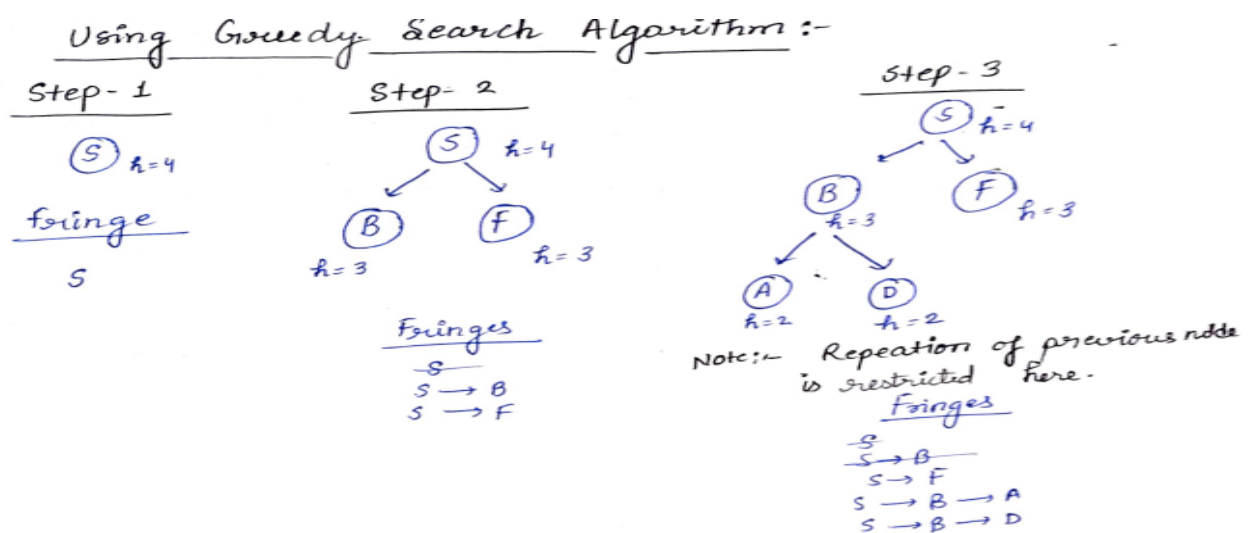 Using Greedy Search Algorithm :-
Step - 1
S h=4
fringe
S
Step - 2
S h=4
B F
h=3 h=3
Fringes
S
S → B
S → F
Step - 3
S h=4
B F
h=3 h=3
A D
h=2 h=2
Note:- Repeation of previous node
is restricted here.
Fringes
S
S → B
S → F
S → B → A
S → B → D